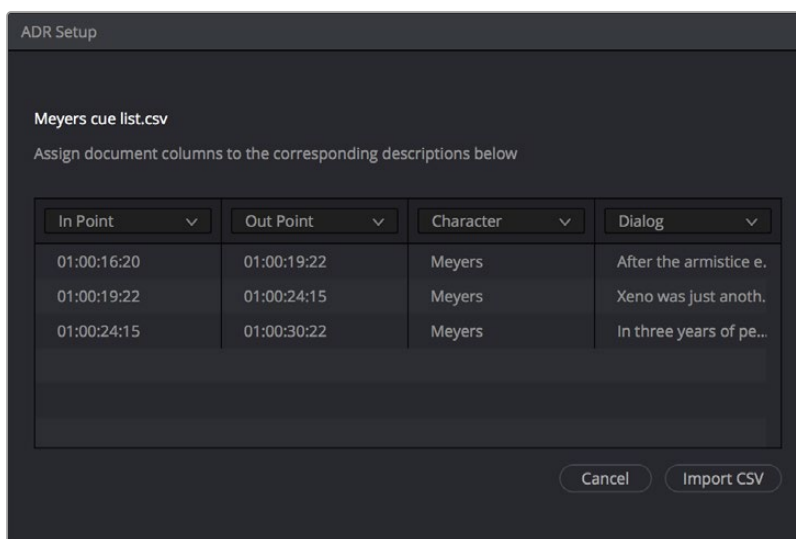 ADR Setup
Meyers cue list.csv
Assign document columns to the corresponding descriptions below
In Point Out Point Character Dialog
01:00:16:20 01:00:19:22 Meyers After the armistice e.
01:00:19:22 01:00:24:15 Meyers Xeno was just anoth.
01:00:24:15 01:00:30:22 Meyers In three years of pe...
Cancel Import CSV